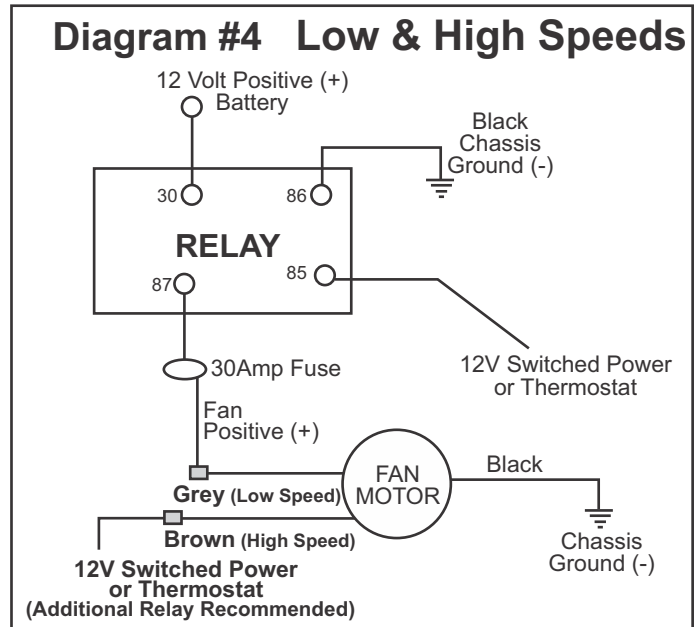 Diagram #4 Low & High Speeds
12 Volt Positive (+)
Battery
Black
Chassis
Ground (-)
30
86
RELAY
87
85
12V Switched Power
or Thermostat
30Amp Fuse
Fan
Positive (+)
FAN
MOTOR
Black
Grey (Low Speed)
Brown (High Speed)
Chassis
Ground (-)
12V Switched Power
or Thermostat
(Additional Relay Recommended)